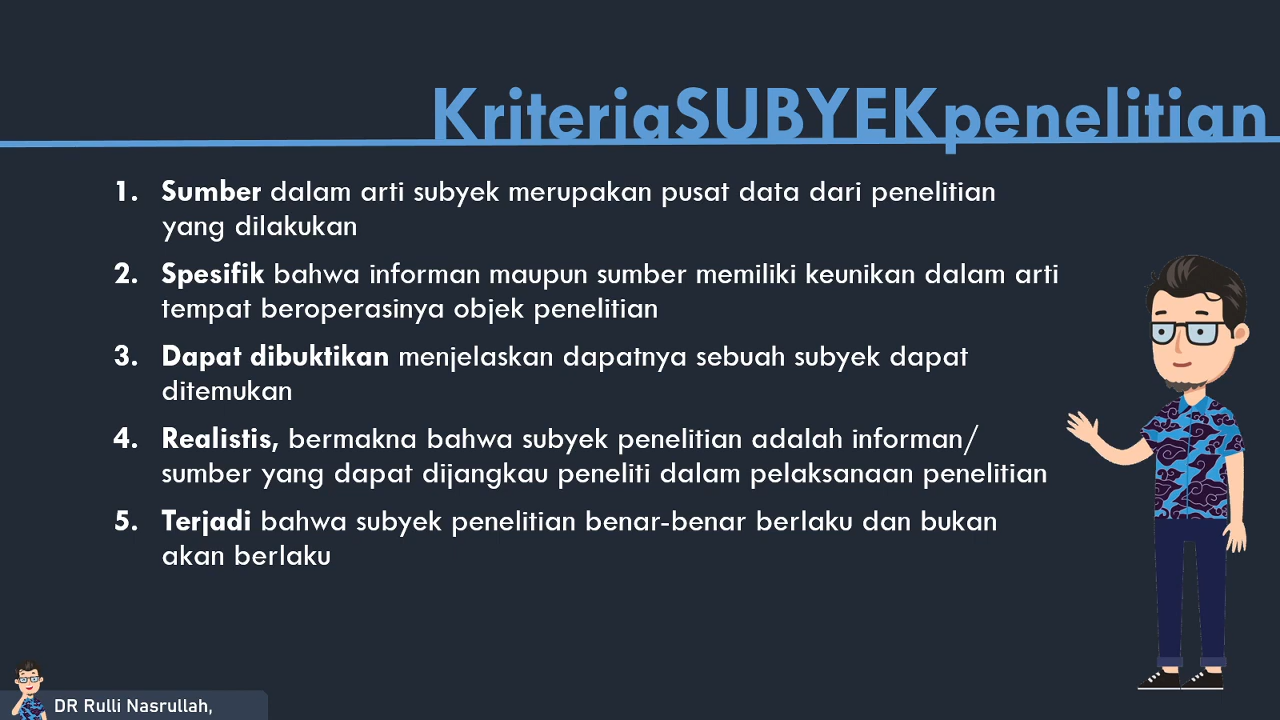 KriteriaSUBYEKpenelitian
1. Sumber dalam arti subyek merupakan pusat data dari penelitian
yang dilakukan
2. Spesifik bahwa informan maupun sumber memiliki keunikan dalam arti
tempat beroperasinya objek penelitian
3. Dapat dibuktikan menjelaskan dapatnya sebuah subyek dapat
ditemukan
4. Realistis, bermakna bahwa subyek penelitian adalah informan/
sumber yang dapat dijangkau peneliti dalam pelaksanaan penelitian
5. Terjadi bahwa subyek penelitian benar-benar berlaku dan bukan
akan berlaku
DR Rulli Nasrullah,